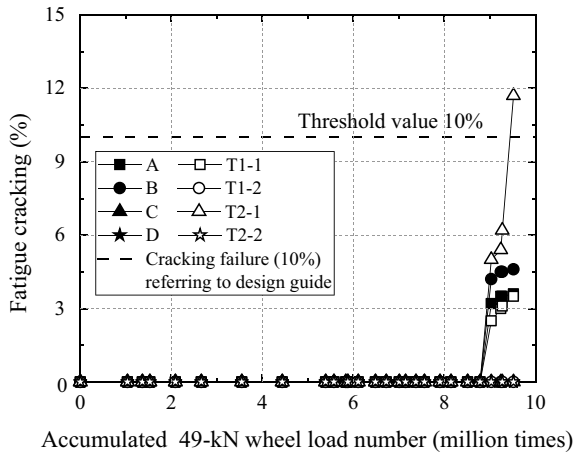 15
12
9
6
3
0
Fatigue cracking (%)
Threshold value 10%
A T1-1
B T1-2
C T2-1
D T2-2
Cracking failure (10%)
referring to design guide
0 2 4 6 8 10
Accumulated 49-kN wheel load number (million times)